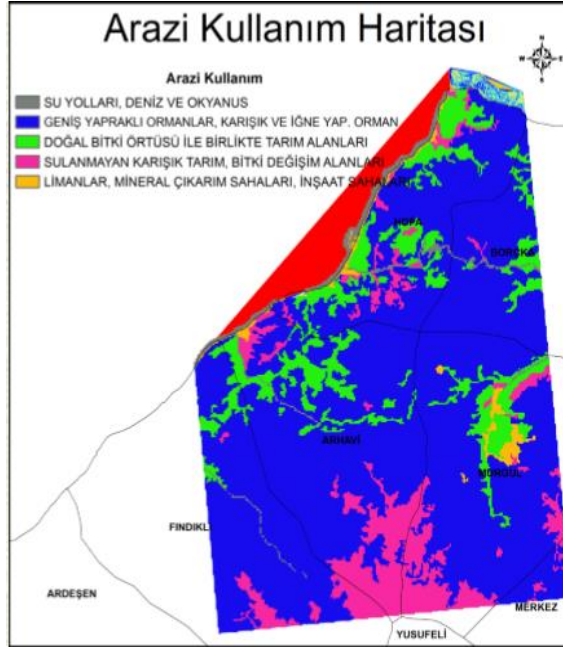 Arazi Kullanım Haritası
N
W E
S
Arazi Kullanım
SU YOLLARI, DENİZ VE OKYANUS
GENİŞ YAPRAKLI ORMANLAR, KARIŞIK VE İĞNE YAP. ORMAN
DOĞAL BİTKİ ÖRTÜSÜ İLE BİRLİKTE TARIM ALANLARI
SULANMAYAN KARIŞIK TARIM, BİTKİ DEĞİŞİM ALANLARI
LİMANLAR, MİNERAL ÇIKARIM SAHALARI, İNŞAAT SAHALARI
HOPA
BORÇKA
ARHAVİ
MURGUL
FINDIKLI
ARDEŞEN
MERKEZ
YUSUFELİ